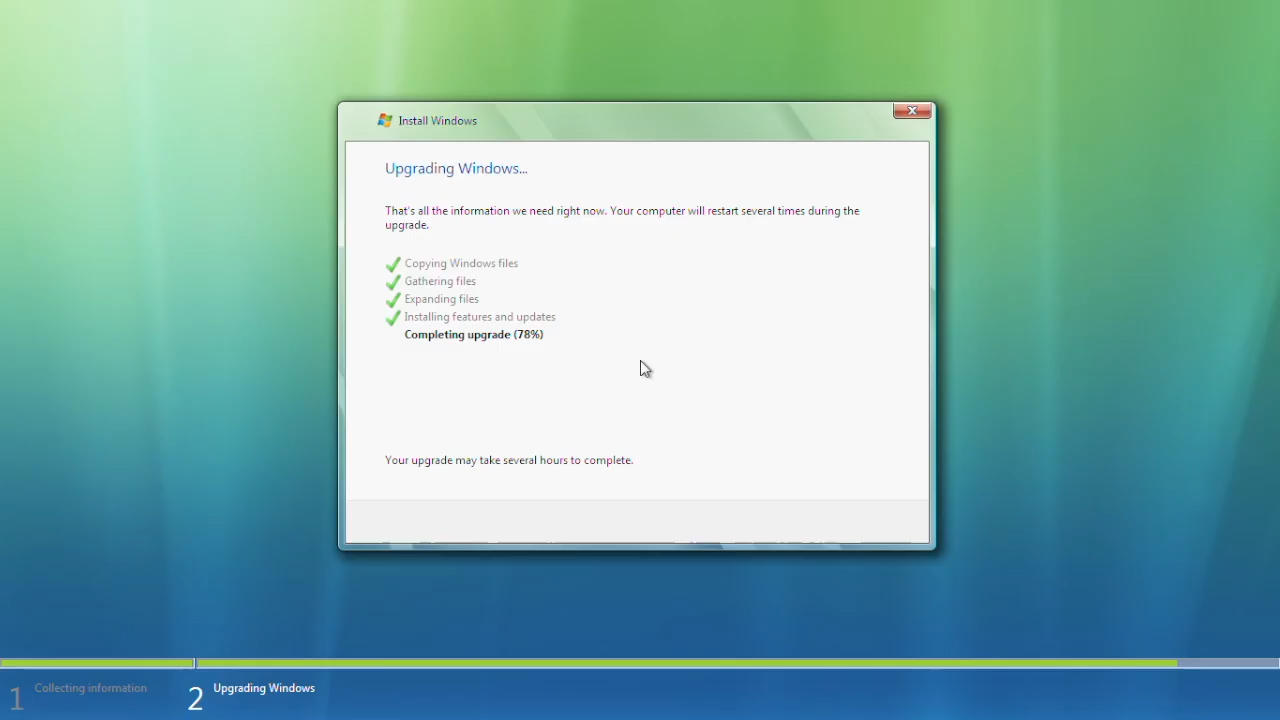 Install Windows
Upgrading Windows...
That's all the information we need right now. Your computer will restart several times during the
upgrade.
Copying Windows files
Gathering files
Expanding files
Installing features and updates
Completing upgrade (78%)
Your upgrade may take several hours to complete.
1 Collecting information
2 Upgrading Windows